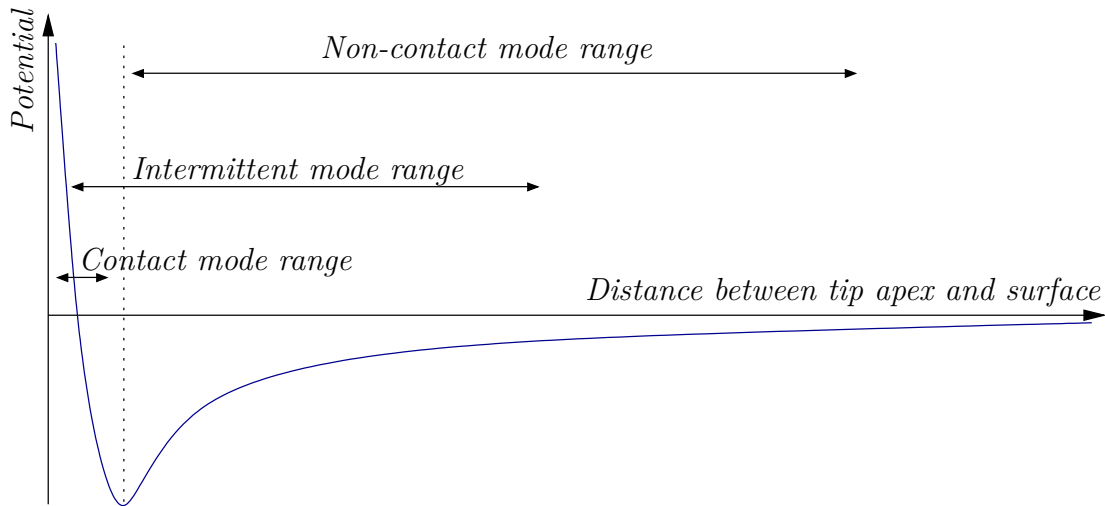 Potential
Non-contact mode range
Intermittent mode range
Contact mode range
Distance between tip apex and surface